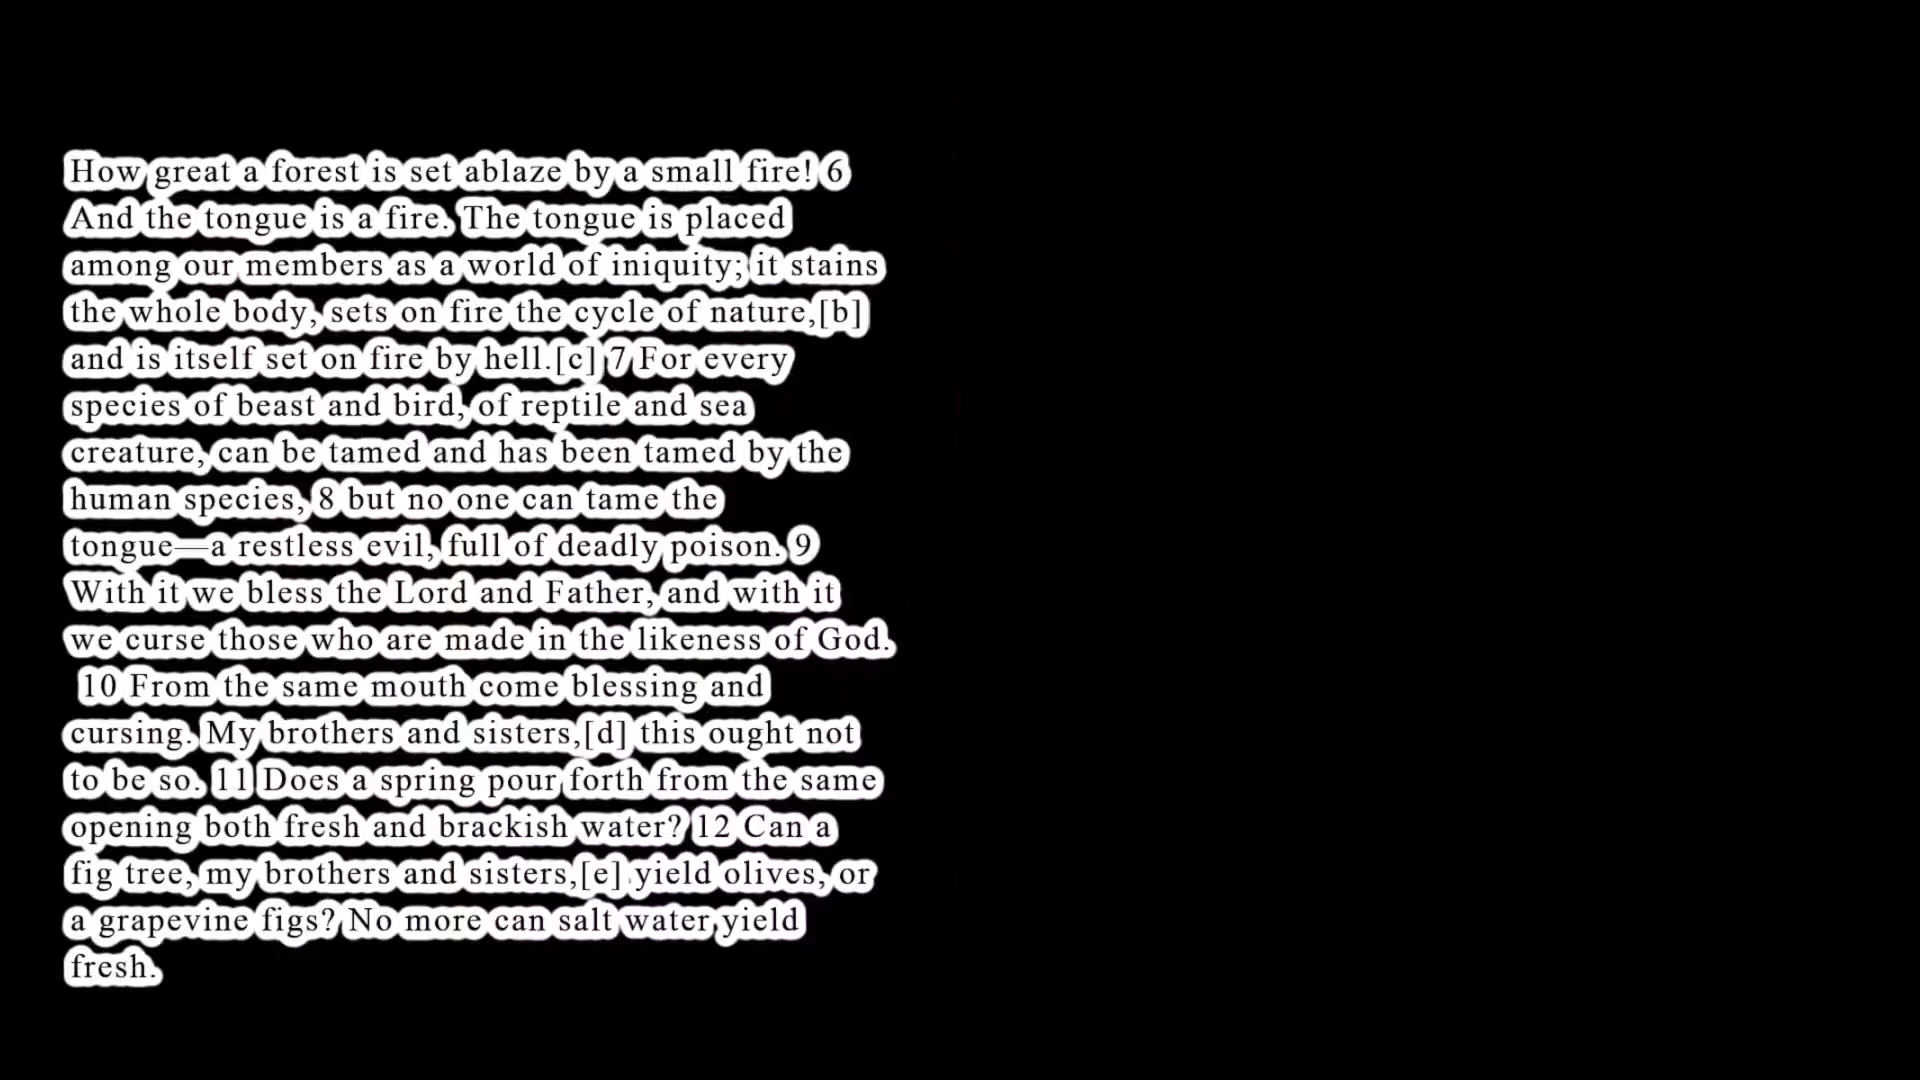 How great a forest is set ablaze by a small fire! 6
And the tongue is a fire. The tongue is placed
among our members as a world of iniquity; it stains
the whole body, sets on fire the cycle of nature,[b]
and is itself set on fire by hell.[c] 7 For every
species of beast and bird, of reptile and sea
creature, can be tamed and has been tamed by the
human species, 8 but no one can tame the
tongue—a restless evil, full of deadly poison. 9
With it we bless the Lord and Father, and with it
we curse those who are made in the likeness of God.
10 From the same mouth come blessing and
cursing. My brothers and sisters,[d] this ought not
to be so. 11 Does a spring pour forth from the same
opening both fresh and brackish water? 12 Can a
fig tree, my brothers and sisters,[e] yield olives, or
a grapevine figs? No more can salt water yield
fresh.